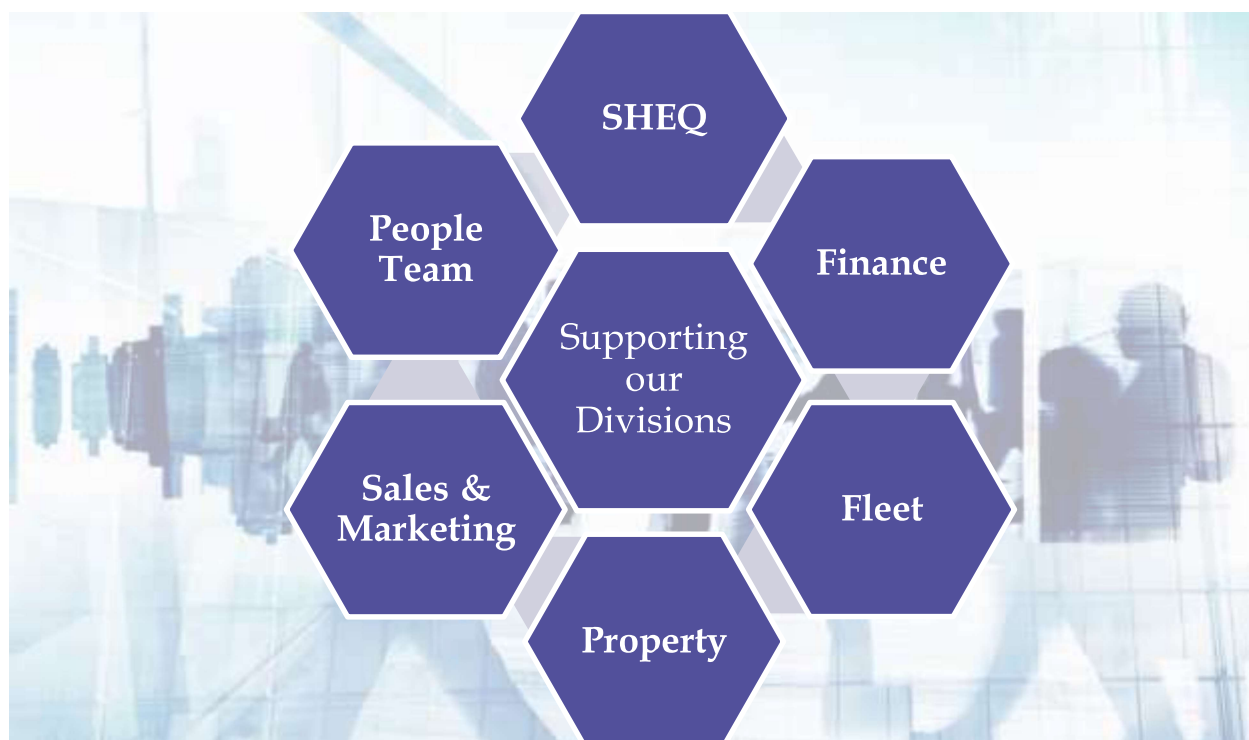 SHEQ
People
Team
Finance
Supporting
our
Divisions
Sales &
Marketing
Fleet
Property